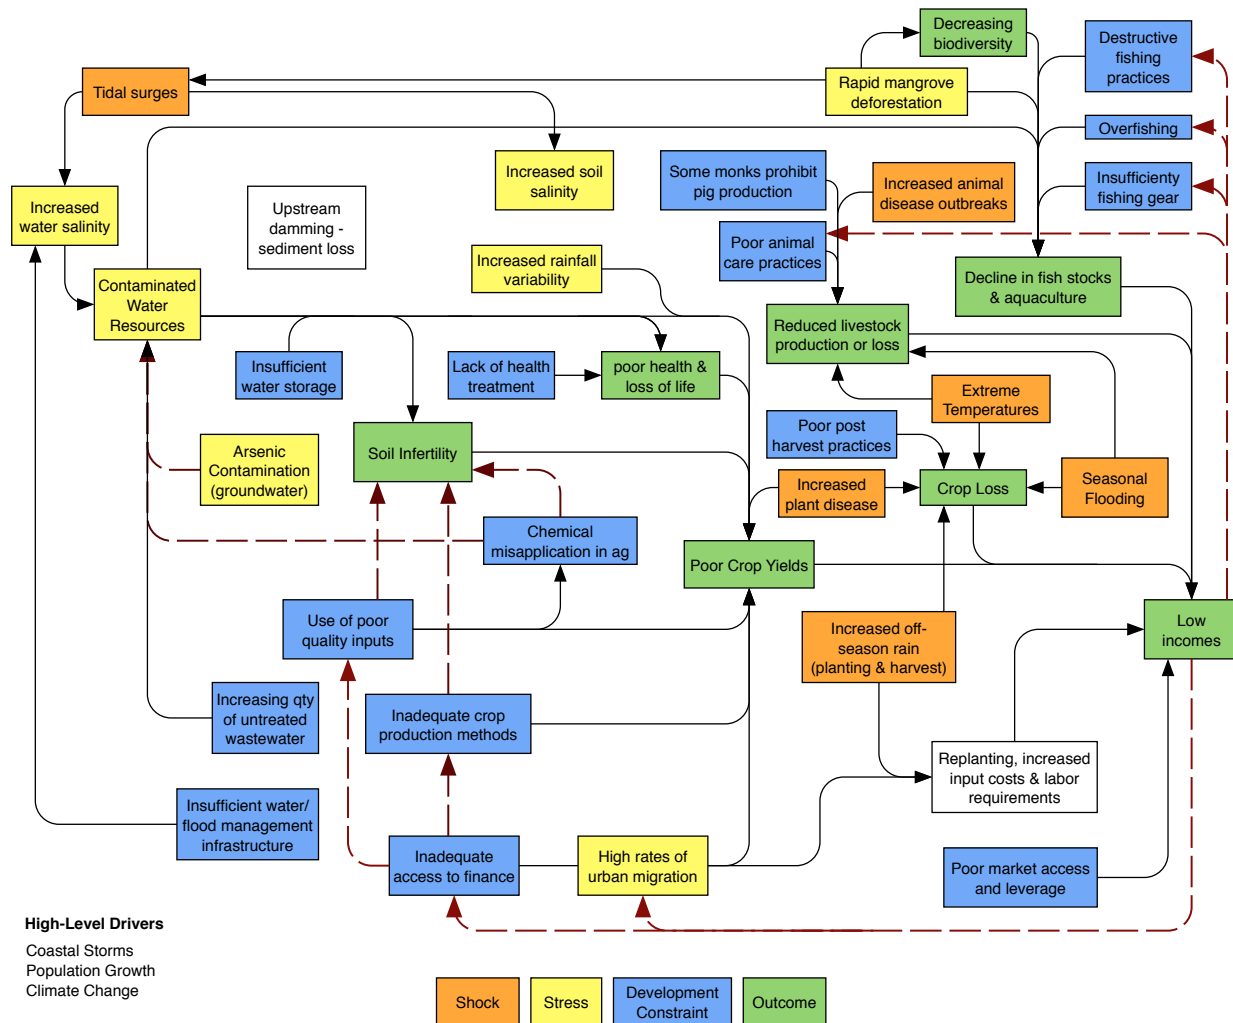 Decreasing
biodiversity
Destructive
fishing
practices
Tidal surges
Rapid mangrove
deforestation
Overfishing
Increased soil
salinity
Some monks prohibit
pig production
Increased animal
disease outbreaks
Insufficienty
fishing gear
Increased
water salinity
Upstream
damming -
sediment loss
Poor animal
care practices
Increased rainfall
variability
Decline in fish stocks
& aquaculture
Contaminated
Water
Resources
Reduced livestock
production or loss
Insufficient
water storage
Lack of health
treatment
poor health &
loss of life
Extreme
Temperatures
Poor post
harvest practices
Soil Infertility
Arsenic
Contamination
(groundwater)
Increased
plant disease
Crop Loss
Seasonal
Flooding
Chemical
misapplication in ag
Poor Crop Yields
Use of poor
quality inputs
Increased off-
season rain
(planting & harvest)
Low
incomes
Increasing qty
of untreated
wastewater
Inadequate crop
production methods
Replanting, increased
input costs & labor
requirements
Insufficient water/
flood management
infrastructure
Inadequate
access to finance
High rates of
urban migration
Poor market access
and leverage
High-Level Drivers
Coastal Storms
Population Growth
Climate Change
Shock
Stress
Development
Constraint
Outcome